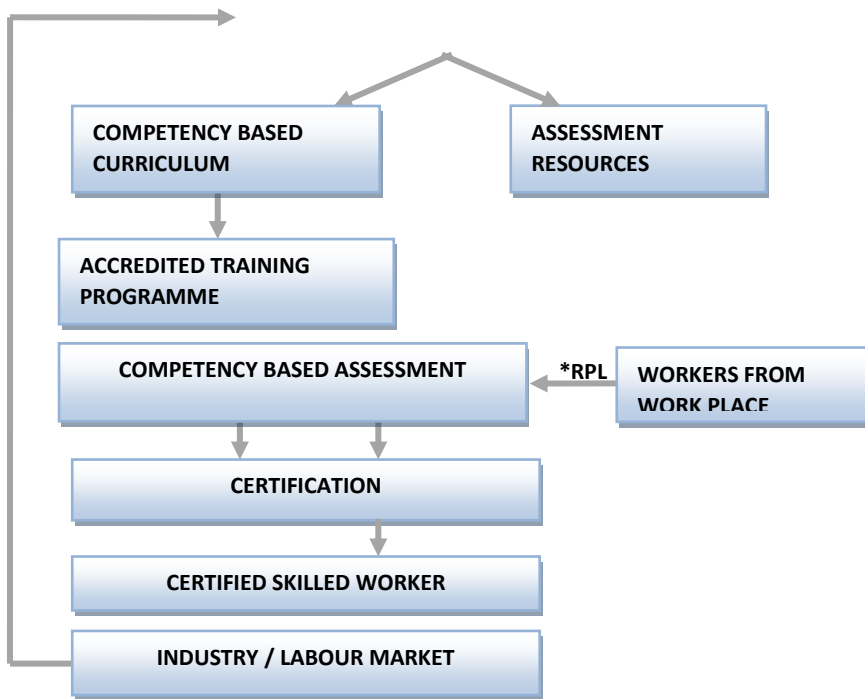 COMPETENCY BASED
CURRICULUM
ASSESSMENT
RESOURCES
ACCREDITED TRAINING
PROGRAMME
COMPETENCY BASED ASSESSMENT
*RPL
WORKERS FROM
WORK PLACE
CERTIFICATION
CERTIFIED SKILLED WORKER
INDUSTRY / LABOUR MARKET